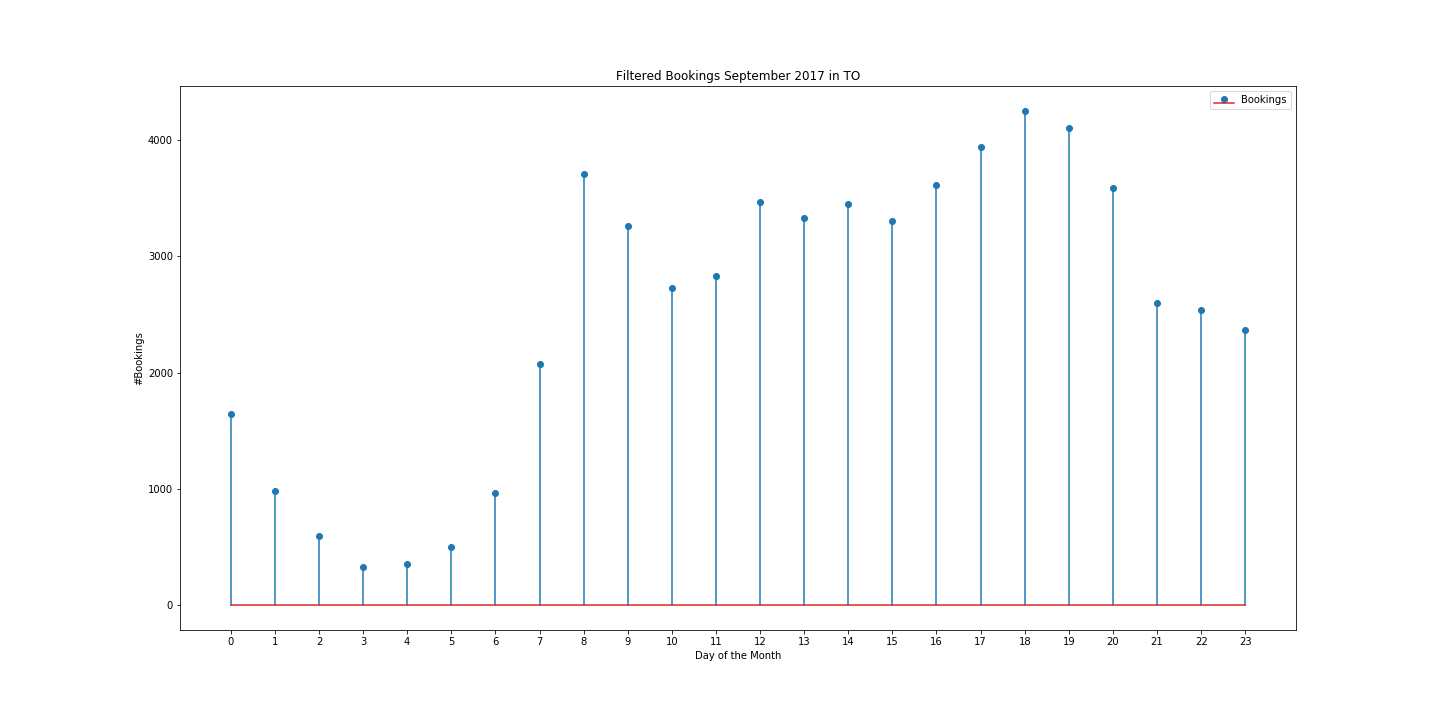 Filtered Bookings September 2017 in TO
Bookings
#Bookings
4000
3000
2000
1000
0
0 1 2 3 4 5 6 7 8 9 10 11 12 13 14 15 16 17 18 19 20 21 22 23
Day of the Month